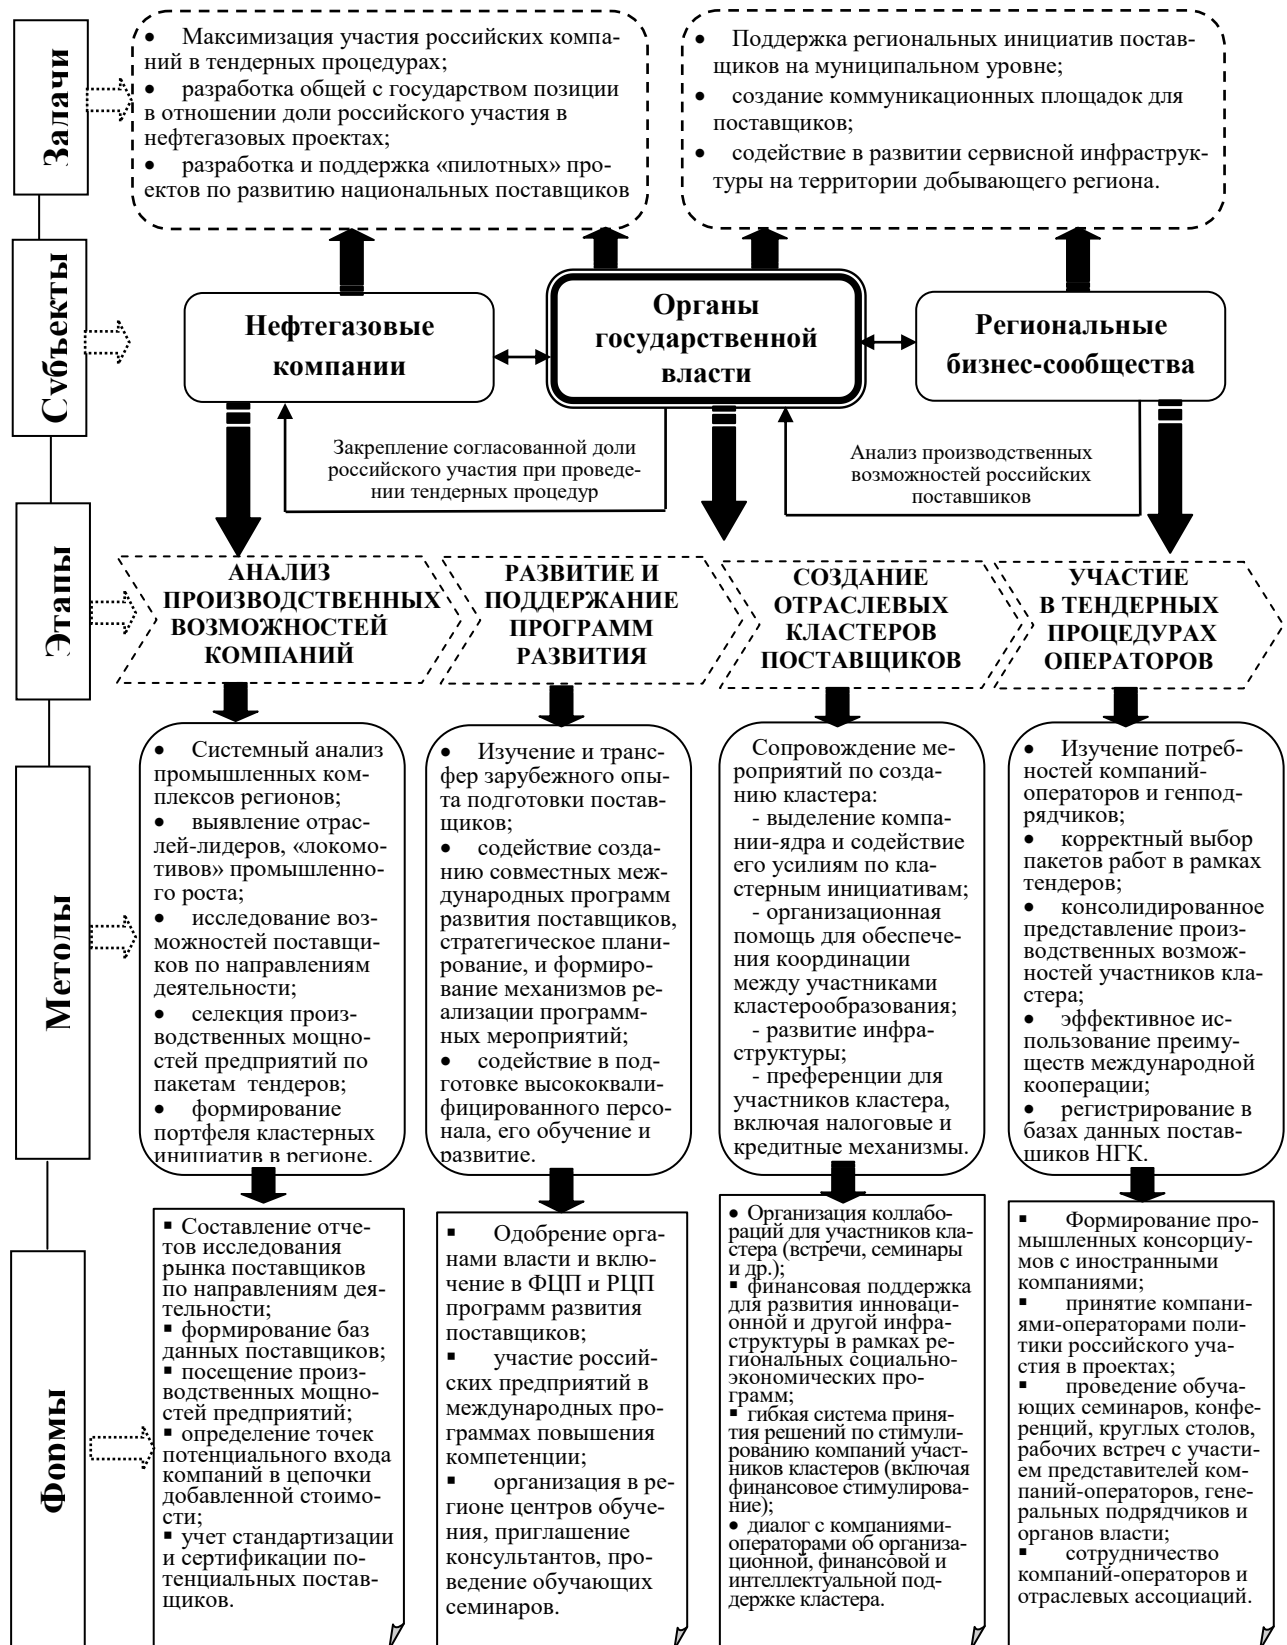 Задачи
• Максимизация участия российских компа-
ний в тендерных процедурах;
• разработка общей с государством позиции
в отношении доли российского участия в
нефтегазовых проектах;
• разработка и поддержка «пилотных» про-
ектов по развитию национальных поставщиков
• Поддержка региональных инициатив постав-
щиков на муниципальном уровне;
• создание коммуникационных площадок для
поставщиков;
• содействие в развитии сервисной инфраструк-
туры на территории добывающего региона.
Субъекты
Нефтегазовые
компании
Органы
государственной
власти
Региональные
бизнес-сообщества
Закрепление согласованной доли
российского участия при проведе-
нии тендерных процедур
Анализ производственных
возможностей российских
поставшиков
Этапы
АНАЛИЗ
ПРОИЗВОДСТВЕННЫХ
ВОЗМОЖНОСТЕЙ
КОМПАНИЙ
РАЗВИТИЕ И
ПОДДЕРЖАНИЕ
ПРОГРАММ
РАЗВИТИЯ
СОЗДАНИЕ
ОТРАСЛЕВЫХ
КЛАСТЕРОВ
ПОСТАВЩИКОВ
УЧАСТИЕ
В ТЕНДЕРНЫХ
ПРОЦЕДУРАХ
ОПЕРАТОРОВ
Методы
• Системный анализ
промышленных ком-
плексов регионов;
• выявление отрас-
лей-лидеров, «локомо-
тивов» промышленно-
го роста;
• исследование воз-
можностей поставщи-
ков по направлениям
деятельности;
• селекция произ-
водственных мощно-
стей предприятий по
пакетам тендеров;
• формирование
портфеля кластерных
инициатив в регионе.
• Изучение и транс-
фер зарубежного опы-
та подготовки постав-
щиков;
• содействие созда-
нию совместных меж-
дународных программ
развития поставщиков,
стратегическое плани-
рование, и формиро-
вание механизмов ре-
ализации программ-
ных мероприятий;
• содействие в под-
готовке высококвали-
фицированного персо-
нала, его обучение и
развитие.
Сопровождение ме-
роприятий по созда-
нию кластера:
- выделение компа-
нии-ядра и содействие
его усилиям по кла-
стерным инициативам;
- организационная
помощь для обеспече-
ния координации
между участниками
кластерообразования;
- развитие инфра-
структуры;
- преференции для
участников кластера,
включая налоговые и
кредитные механизмы.
• Изучение потреб-
ностей компаний-
операторов и генпод-
рядчиков;
• корректный выбор
пакетов работ в рамках
тендеров;
• консолидированное
представление произ-
водственных возмож-
ностей участников кла-
стера;
• эффективное ис-
пользование преиму-
ществ международной
кооперации;
• регистрирование в
базах данных постав-
шиков НГК.
Формы
▪ Составление отче-
тов исследования
рынка поставщиков
по направлениям дея-
тельности;
▪ формирование баз
данных поставщиков;
▪ посещение произ-
водственных мощно-
стей предприятий;
▪ определение точек
потенциального входа
компаний в цепочки
добавленной стоимо-
сти;
▪ учет стандартизации
и сертификации по-
тенциальных постав-
щиков.
▪ Одобрение орга-
нами власти и вклю-
чение в ФЦП и РЦП
программ развития
поставщиков;
▪ участие россий-
ских предприятий в
международных про-
граммах повышения
компетенции;
▪ организация в ре-
гионе центров обуче-
ния, приглашение
консультантов, про-
ведение обучающих
семинаров.
• Организация коллабо-
раций для участников кла-
стера (встречи, семинары
и др.);
▪ финансовая поддержка
для развития инноваци-
онной и другой инфра-
структуры в рамках ре-
гиональных социально-
экономических про-
грамм;
▪ гибкая система приня-
тия решений по стимули-
рованию компаний участ-
ников кластеров (включая
финансовое стимулирова-
ние);
• диалог с компаниями-
операторами об организа-
ционной, финансовой и
интеллектуальной под-
держке кластера.
▪ Формирование про-
мышленных консорциу-
мов с иностранными
компаниями;
▪ принятие компани-
ями-операторами поли-
тики российского уча-
стия в проектах;
▪ проведение обуча-
ющих семинаров, конфе-
ренций, круглых столов,
рабочих встреч с участи-
ем представителей ком-
паний-операторов, гене-
ральных подрядчиков и
органов власти;
▪ сотрудничество
компаний-операторов и
отраслевых ассоциаций.